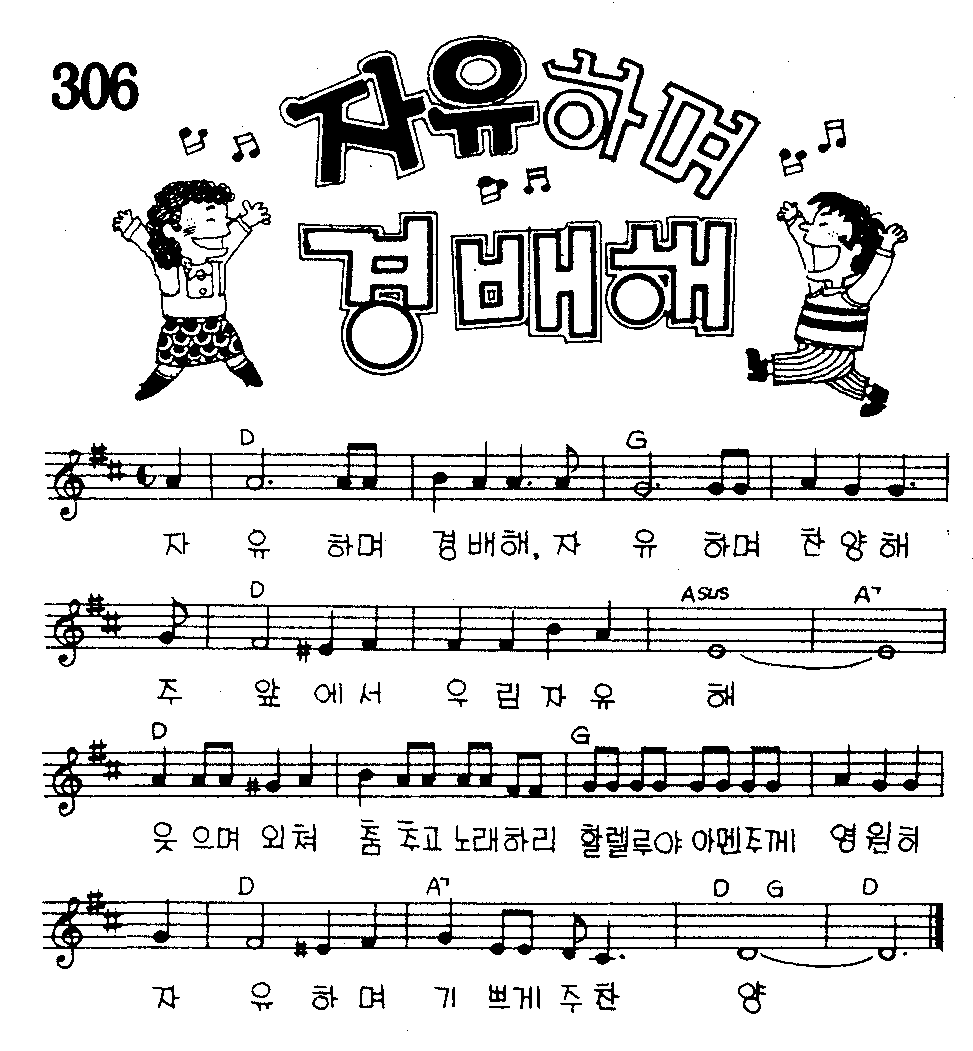 306
자유하며
경배해
D G
자 유 하며 경 배해, 자 유 하며 찬 양 해
D Asus A7
주 앞 에서 우 림 자 유 해
D G
웃 으며 외쳐 춤 추고 노래하리 할렐루야 아멘주께 영 원히
D A7 D G D
자 유 하 며 기 쁘게 주 찬 양